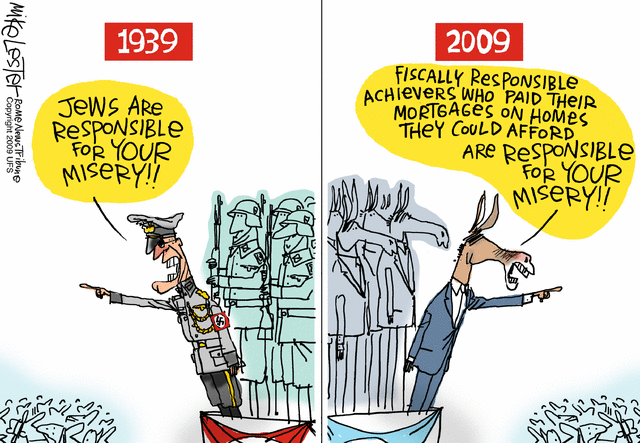 Mike Lester
Rome News Tribune
Copyright 2009 UFS
1939
JEWS ARE
RESPONSIBLE
FOR YOUR
MISERY!!
2009
FISCALLY RESPONSIBLE
ACHIEVERS WHO PAID THEIR
MORTGAGES ON HOMES
THEY COULD AFFORD
ARE RESPONSIBLE
FOR YOUR
MISERY!!